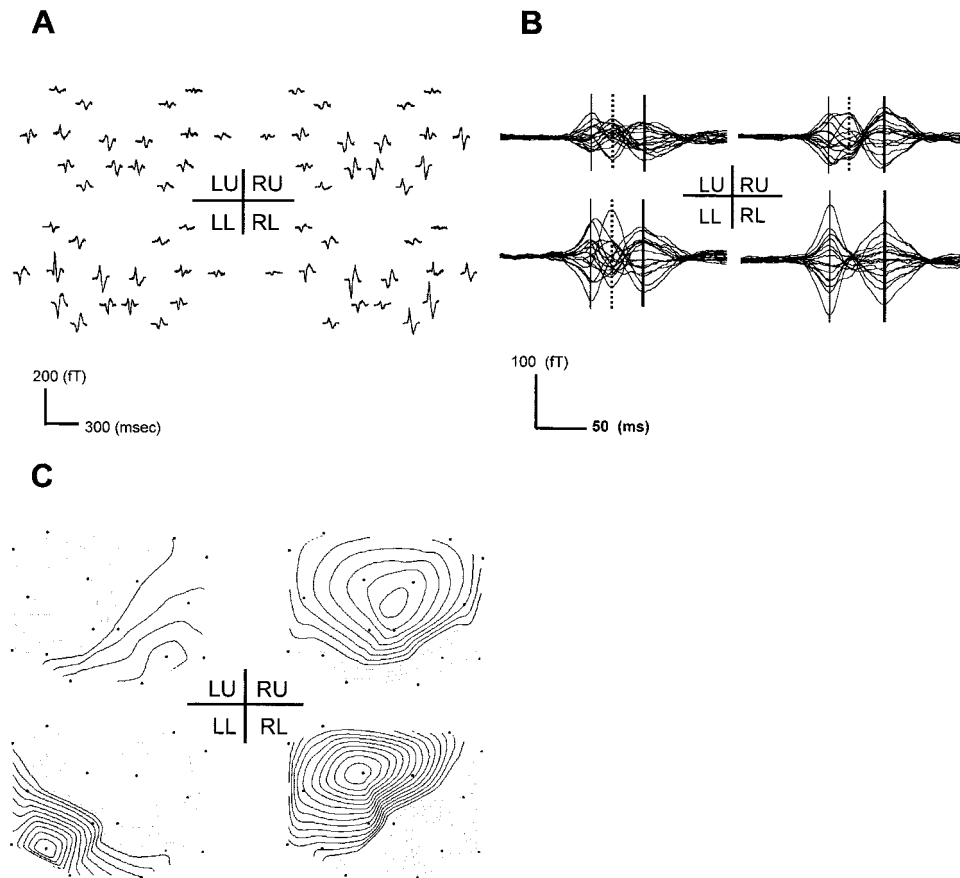 A
B
LU RU
LL RL
LU RU
LL RL
200 (fT)
300 (msec)
100 (fT)
50 (ms)
C
LU RU
LL RL